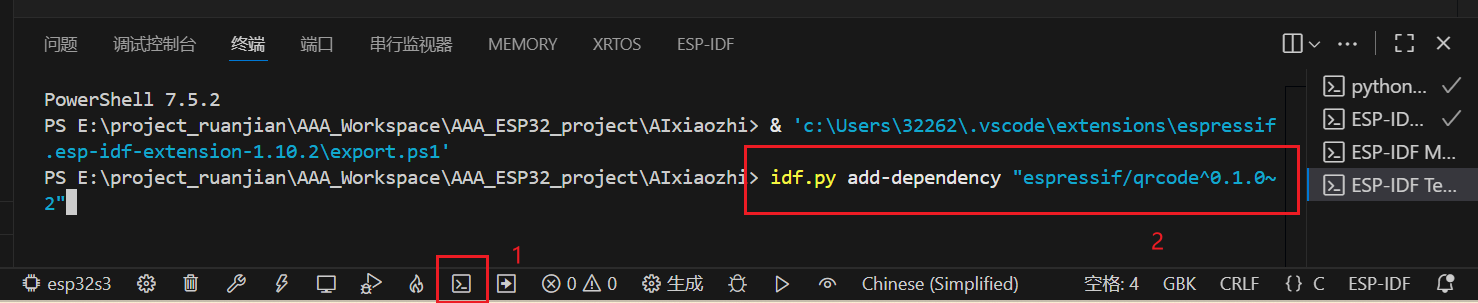 问题 调试控制台 终端 端口 串行监视器 MEMORY XRTOS ESP-IDF
PowerShell 7.5.2
PS E:\project_ruanjian\AAA_Workspace\AAA_ESP32_project\AIxiaozhi> & 'c:\Users\32262\.vscode\extensions\espressif
.esp-idf-extension-1.10.2\export.ps1'
PS E:\project_ruanjian\AAA_Workspace\AAA_ESP32_project\AIxiaozhi> idf.py add-dependency "espressif/qrcode^0.1.0~
2"
python...
ESP-ID...
ESP-IDF M...
ESP-IDF Te...
1
2
esp32s3 0 0 生成 Chinese (Simplified) 空格: 4 GBK CRLF {} C ESP-IDF